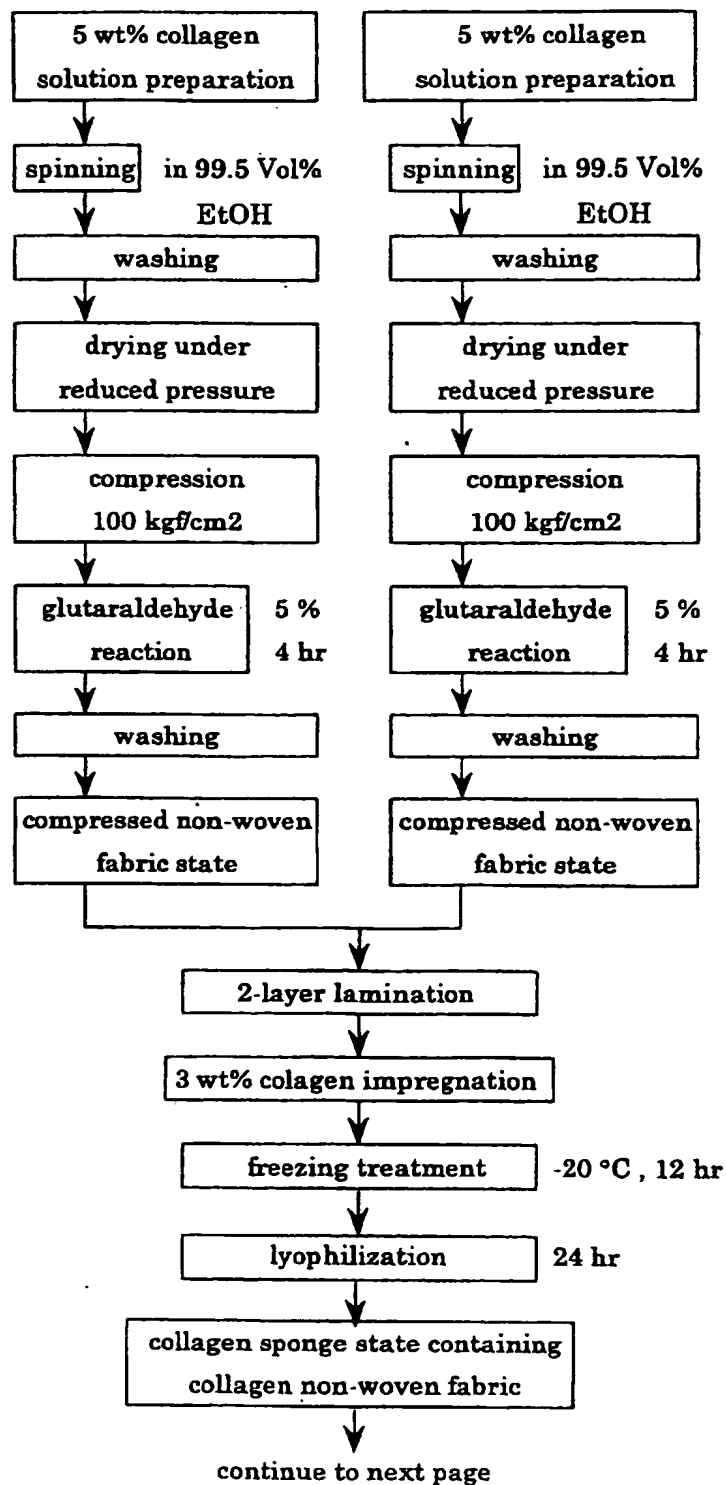 5 wt% collagen
solution preparation
spinning in 99.5 Vol%
EtOH
washing
drying under
reduced pressure
compression
100 kgf/cm2
glutaraldehyde 5 %
reaction 4 hr
washing
compressed non-woven
fabric state
5 wt% collagen
solution preparation
spinning in 99.5 Vol%
EtOH
washing
drying under
reduced pressure
compression
100 kgf/cm2
glutaraldehyde 5 %
reaction 4 hr
washing
compressed non-woven
fabric state
2-layer lamination
3 wt% colagen impregnation
freezing treatment -20 °C , 12 hr
lyophilization 24 hr
collagen sponge state containing
collagen non-woven fabric
continue to next page